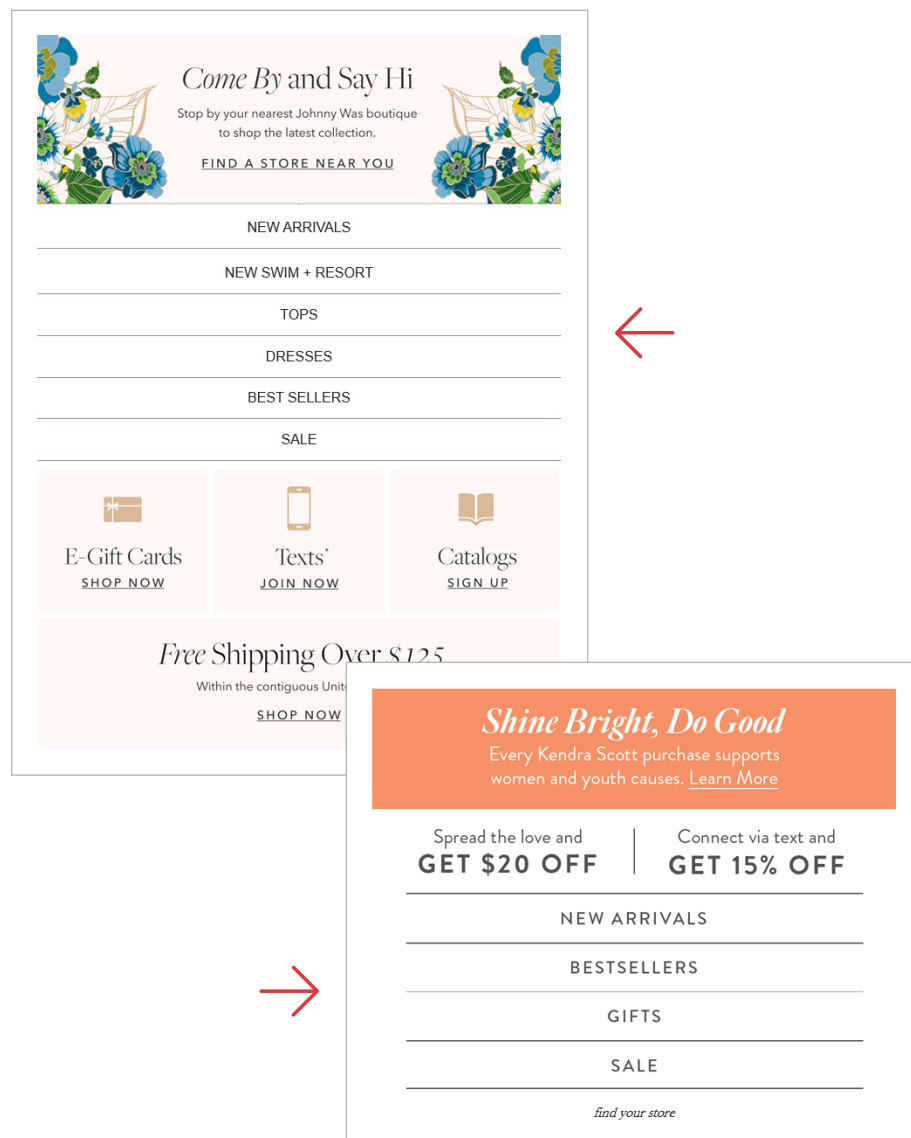 Come By and Say Hi
Stop by your nearest Johnny Was boutique
to shop the latest collection.
FIND A STORE NEAR YOU
NEW ARRIVALS
NEW SWIM + RESORT
TOPS
DRESSES
BEST SELLERS
SALE
E-Gift Cards
SHOP NOW
Texts*
JOIN NOW
Catalogs
SIGN UP
Free Shipping Over $125
Within the contiguous
SHOP NOW
Shine Bright, Do Good
Every Kendra Scott purchase supports
women and youth causes. Learn More
Spread the love and
GET $20 OFF
Connect via text and
GET 15% OFF
NEW ARRIVALS
BESTSELLERS
GIFTS
SALE
find your store